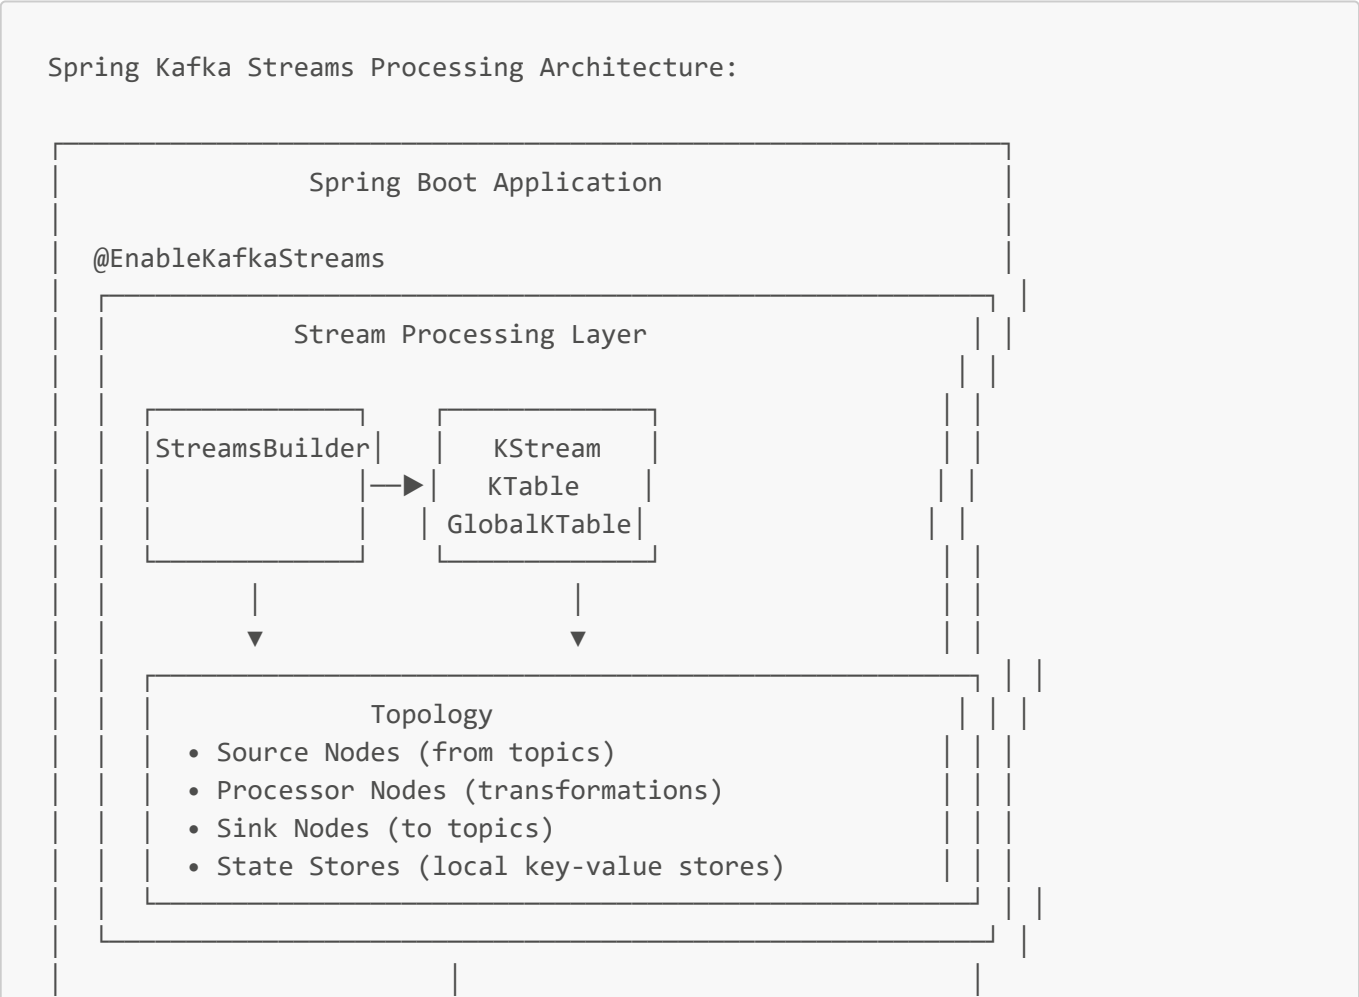 Spring Kafka Streams Processing Architecture:
Spring Boot Application
@EnableKafkaStreams
Stream Processing Layer
StreamsBuilder KStream
KTable
GlobalKTable
Topology
• Source Nodes (from topics)
• Processor Nodes (transformations)
• Sink Nodes (to topics)
• State Stores (local key-value stores)